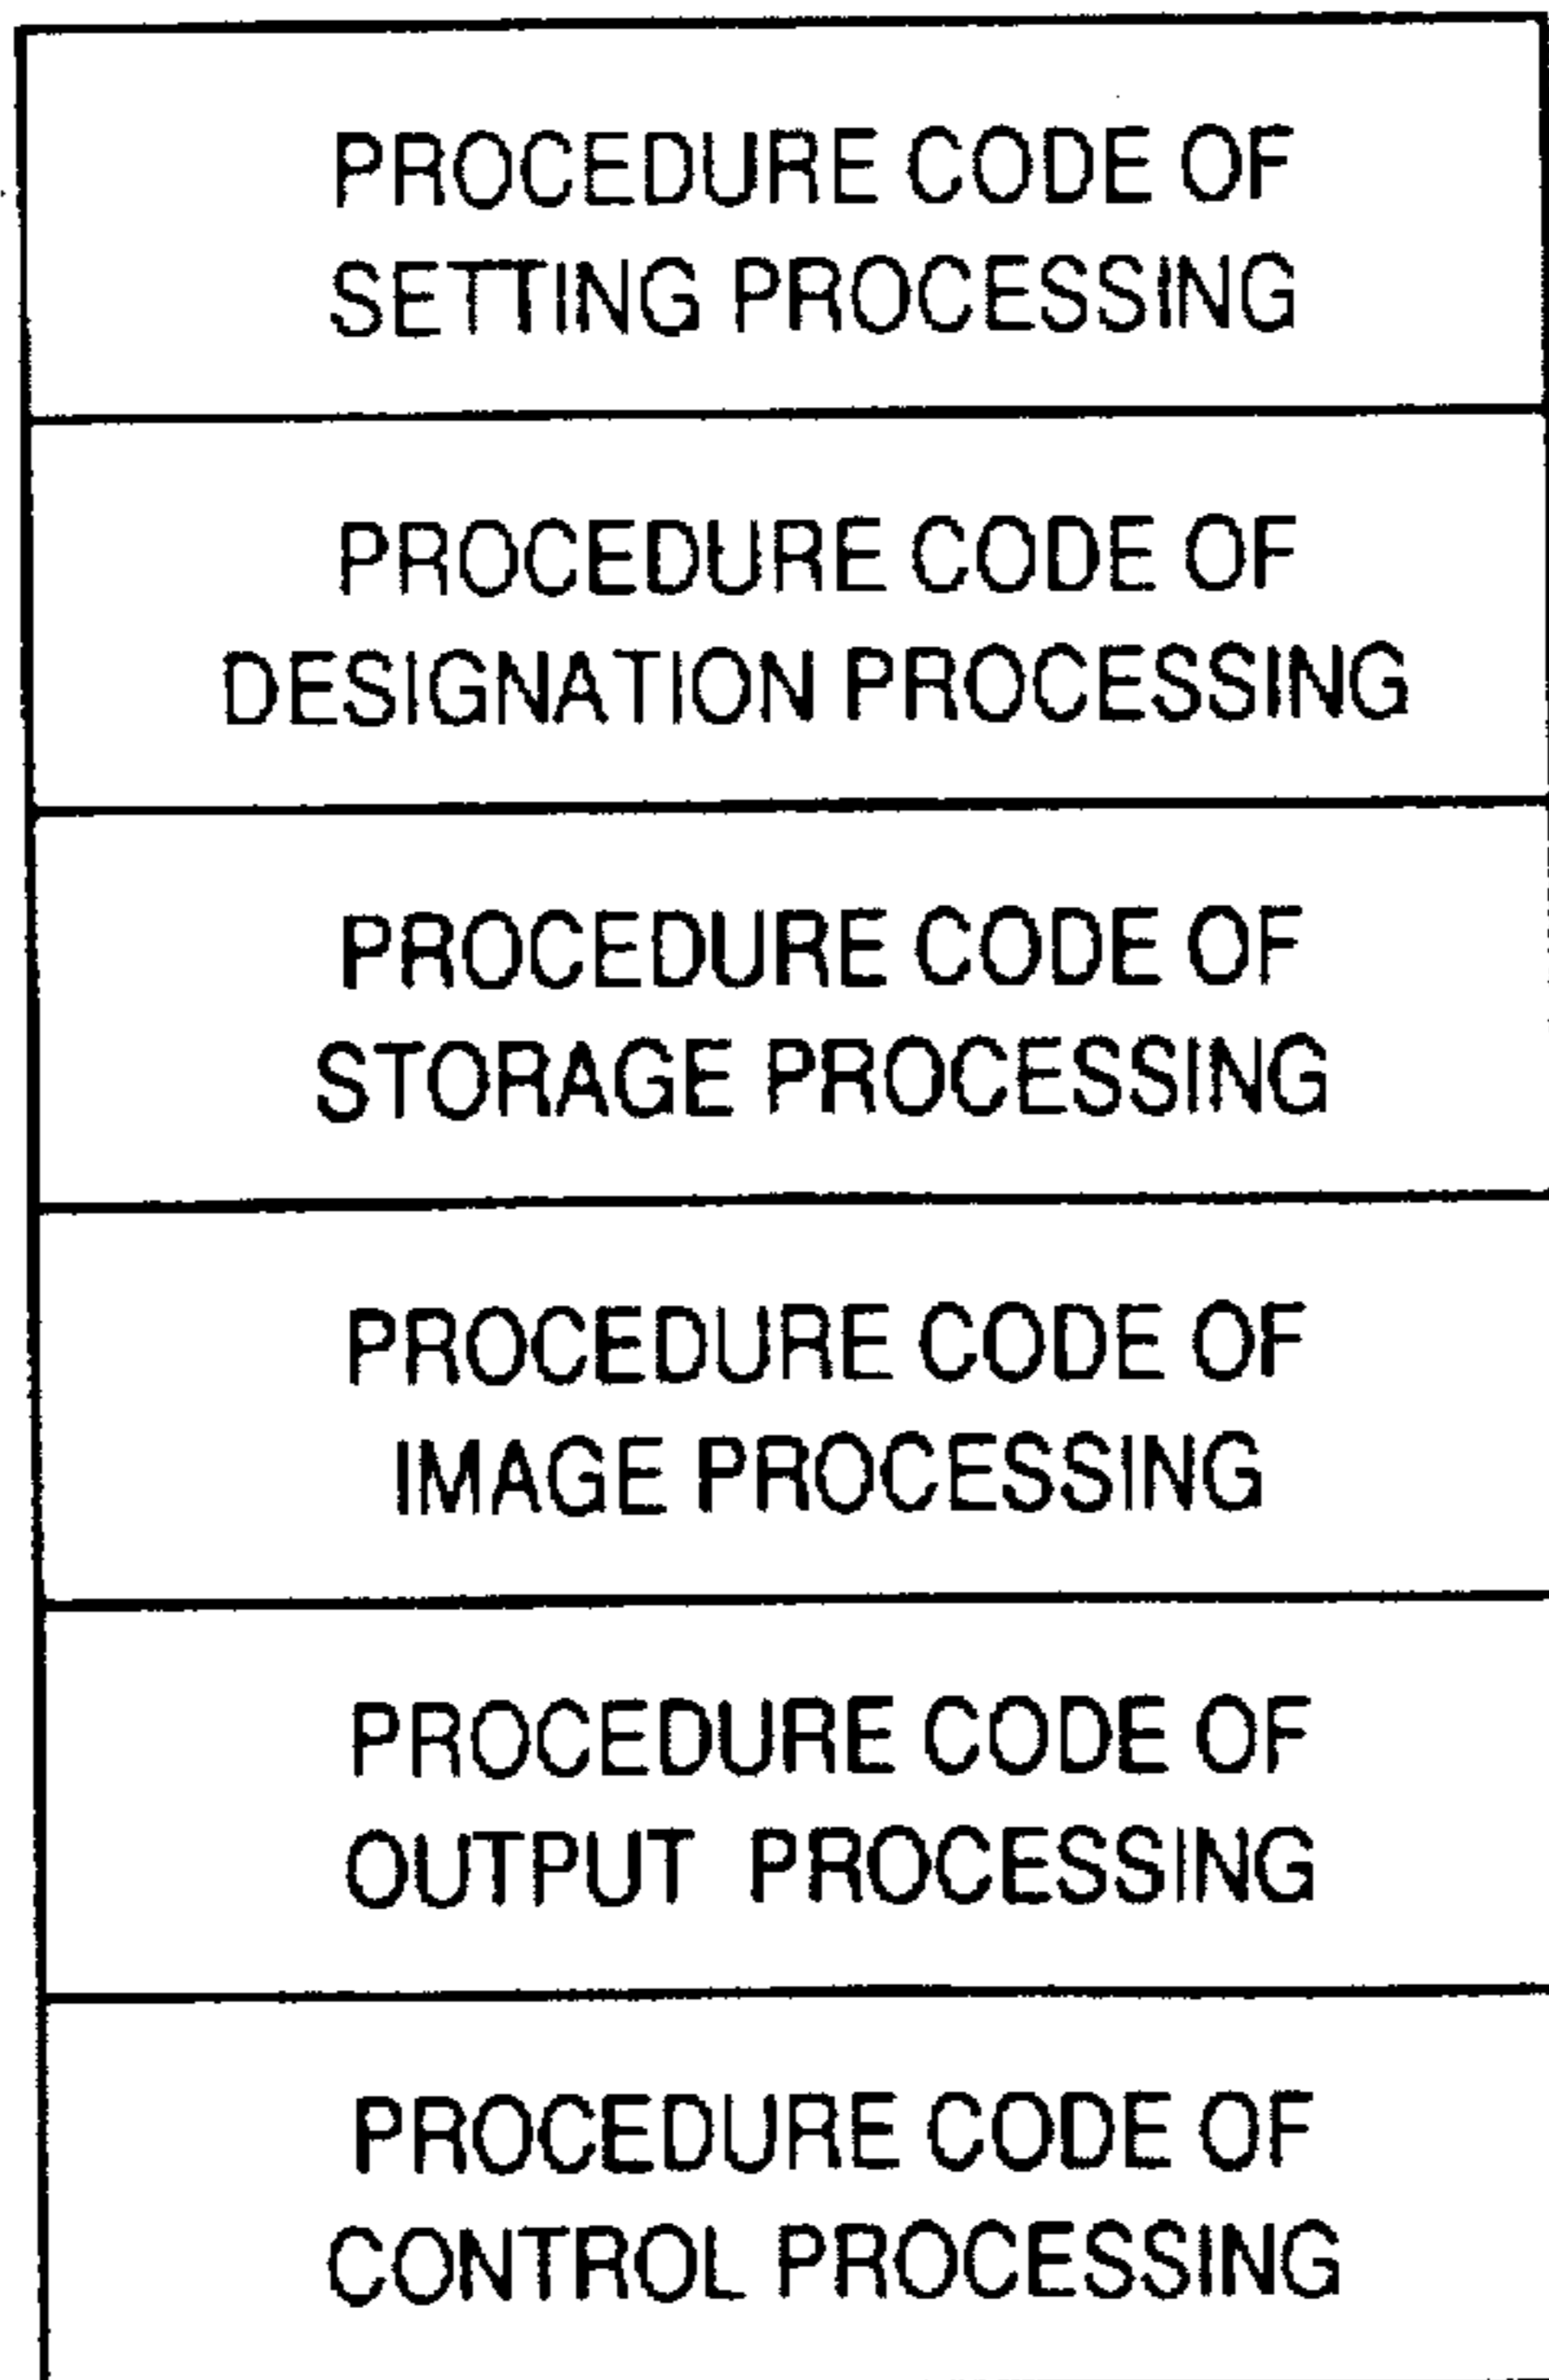 PROCEDURE CODE OF
SETTING PROCESSING
PROCEDURE CODE OF
DESIGNATION PROCESSING
PROCEDURE CODE OF
STORAGE PROCESSING
PROCEDURE CODE OF
IMAGE PROCESSING
PROCEDURE CODE OF
OUTPUT PROCESSING
PROCEDURE CODE OF
CONTROL PROCESSING